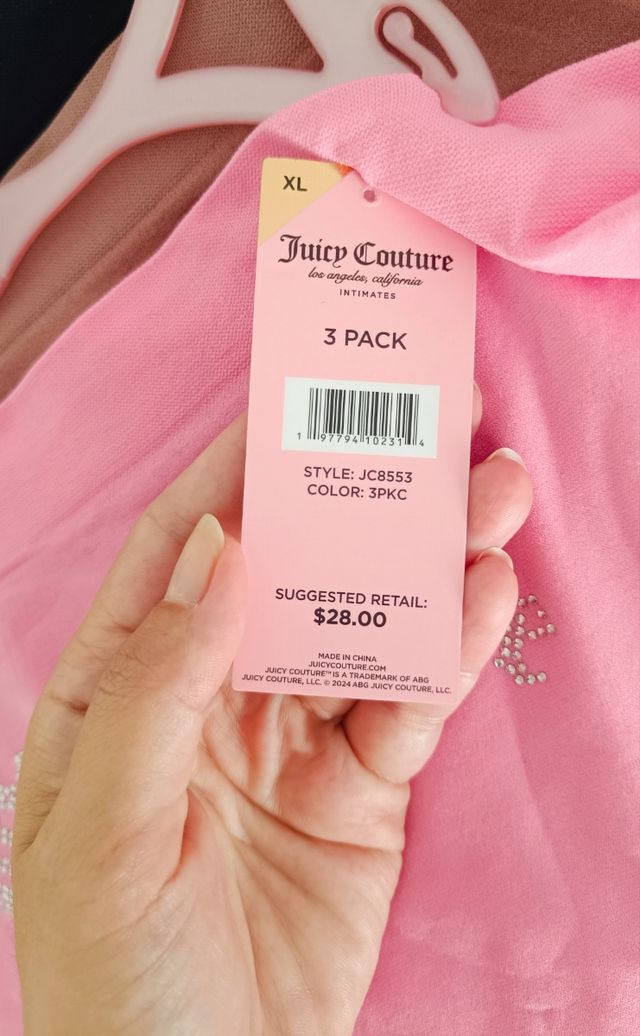 XL
Juicy Couture
los angeles, california
INTIMATES
3 PACK
1 97794 10231 4
STYLE: JC8553
COLOR: 3PKC
SUGGESTED RETAIL:
$28.00
MADE IN CHINA
JUICYCOUTURE.COM
JUICY COUTURE™ IS A TRADEMARK OF ABG
JUICY COUTURE, LLC. © 2024 ABG JUICY COUTURE, LLC.